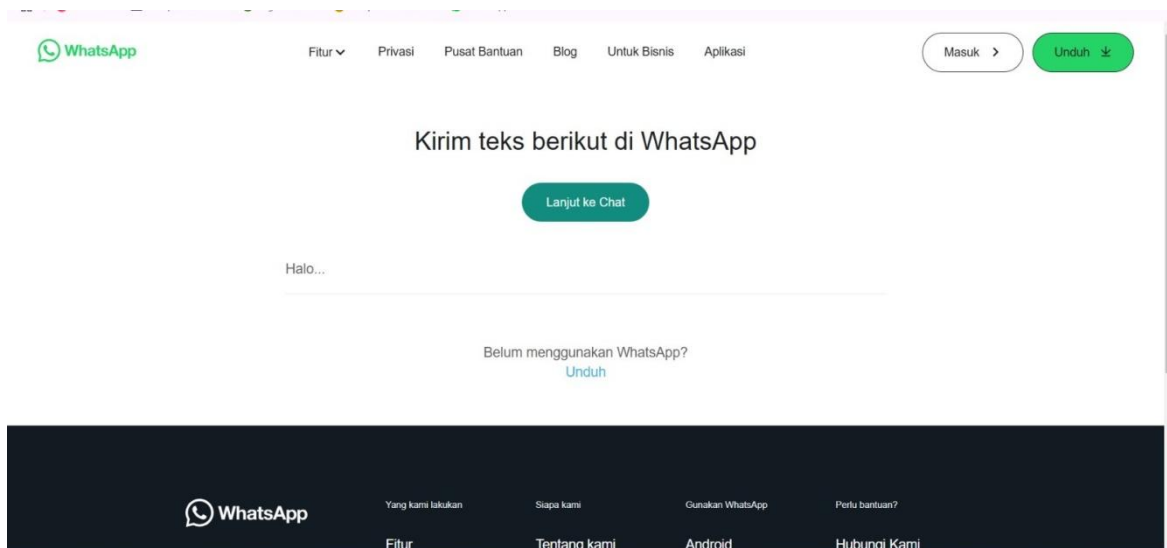 WhatsApp
Fitur Privasi Pusat Bantuan Blog Untuk Bisnis Aplikasi
Masuk
Unduh
Kirim teks berikut di WhatsApp
Lanjut ke Chat
Halo...
Belum menggunakan WhatsApp?
Unduh
WhatsApp
Yang kami lakukan Siapa kami Gunakan WhatsApp Perlu bantuan?
Fitur Tentang kami Android Hubungi Kami